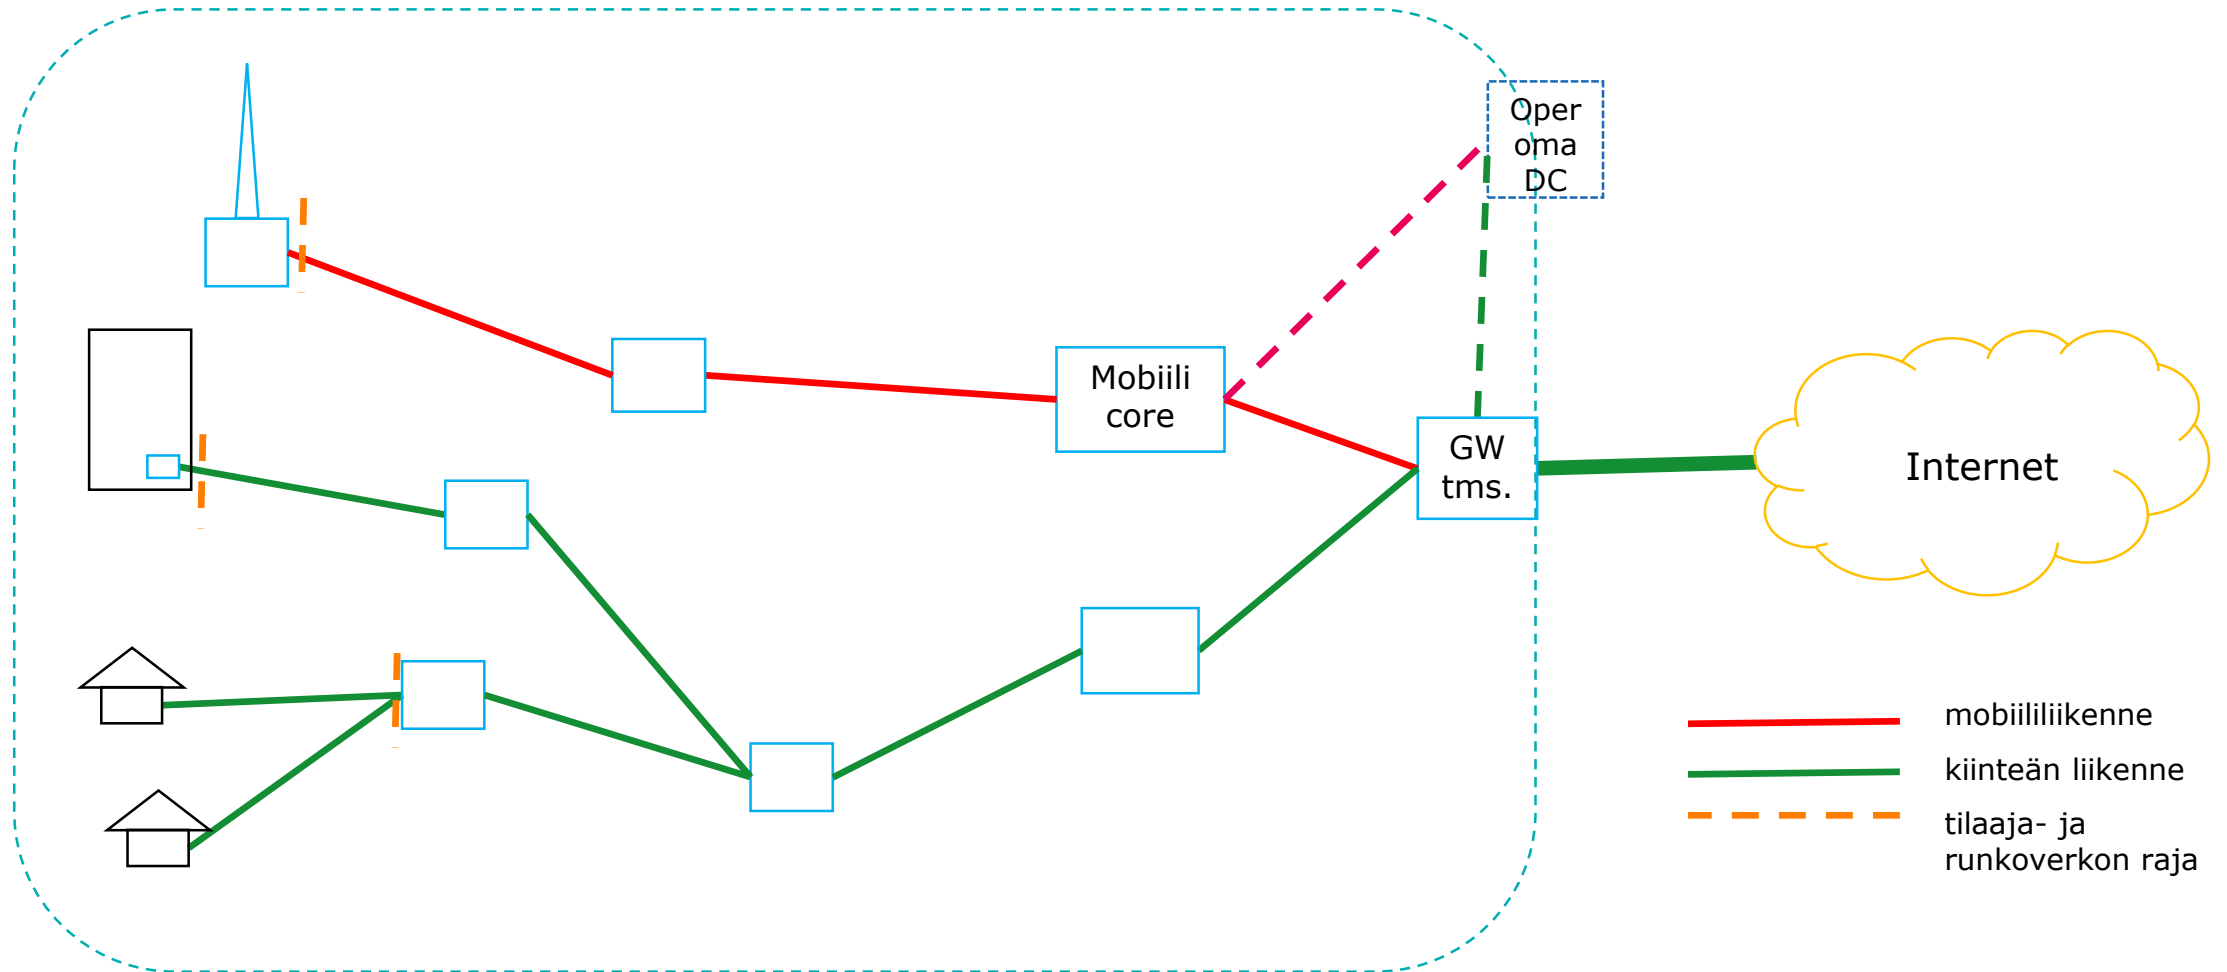 Oper
oma
DC
Mobiili
core
GW
tms.
Internet
mobiililiikenne
kiinteän liikenne
tilaaja- ja
runkoverkon raja